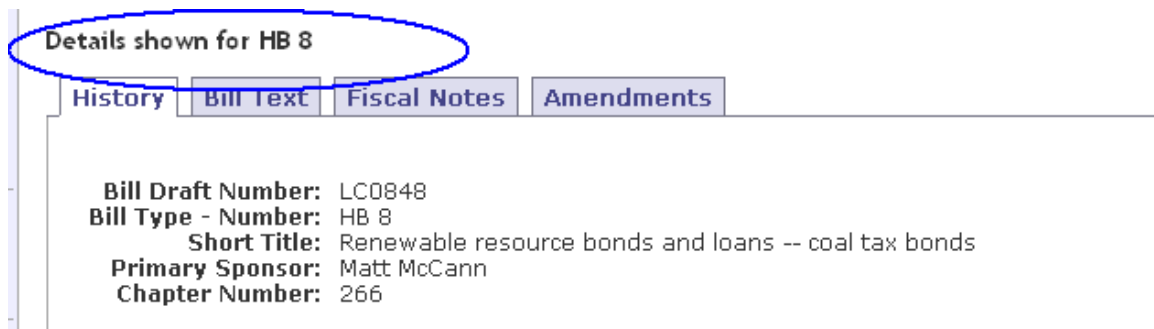 Details shown for HB 8
History Bill Text Fiscal Notes Amendments
Bill Draft Number: LC0848
Bill Type - Number: HB 8
Short Title: Renewable resource bonds and loans -- coal tax bonds
Primary Sponsor: Matt McCann
Chapter Number: 266